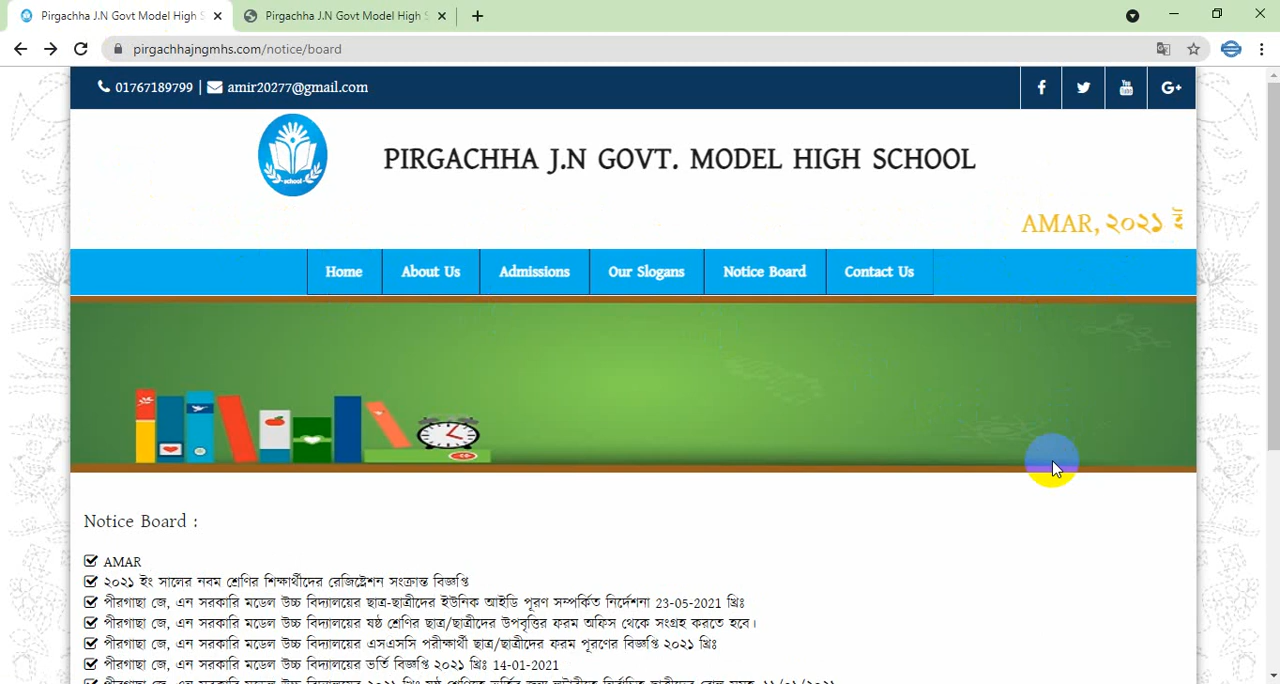 Pirgachha J.N Govt Model High S
Pirgachha J.N Govt Model High S
pirgachhajngmhs.com/notice/board
01767189799 | amir20277@gmail.com
f
You Tube
G+
school
PIRGACHHA J.N GOVT. MODEL HIGH SCHOOL
AMAR, ২০২১
Home
About Us
Admissions
Our Slogans
Notice Board
Contact Us
Notice Board :
AMAR
২০২১ ইং সালের নবম শ্রেণির শিক্ষার্থীদের রেজিষ্ট্রেশন সংক্রান্ত বিজ্ঞপ্তি
পীরগাছা জে, এন সরকারি মডেল উচ্চ বিদ্যালয়ের ছাত্র-ছাত্রীদের ইউনিক আইডি পূরণ সম্পর্কিত নির্দেশনা 23-05-2021 খ্রিঃ
পীরগাছা জে, এন সরকারি মডেল উচ্চ বিদ্যালয়ের ষষ্ঠ শ্রেণির ছাত্র/ছাত্রীদের উপবৃত্তির ফরম অফিস থেকে সংগ্রহ করতে হবে।
পীরগাছা জে, এন সরকারি মডেল উচ্চ বিদ্যালয়ের এসএসসি পরীক্ষার্থী ছাত্র/ছাত্রীদের ফরম পূরণের বিজ্ঞপ্তি ২০২১ খ্রিঃ
পীরগাছা জে, এন সরকারি মডেল উচ্চ বিদ্যালয়ের ভর্তি বিজ্ঞপ্তি ২০২১ খ্রিঃ 14-01-2021